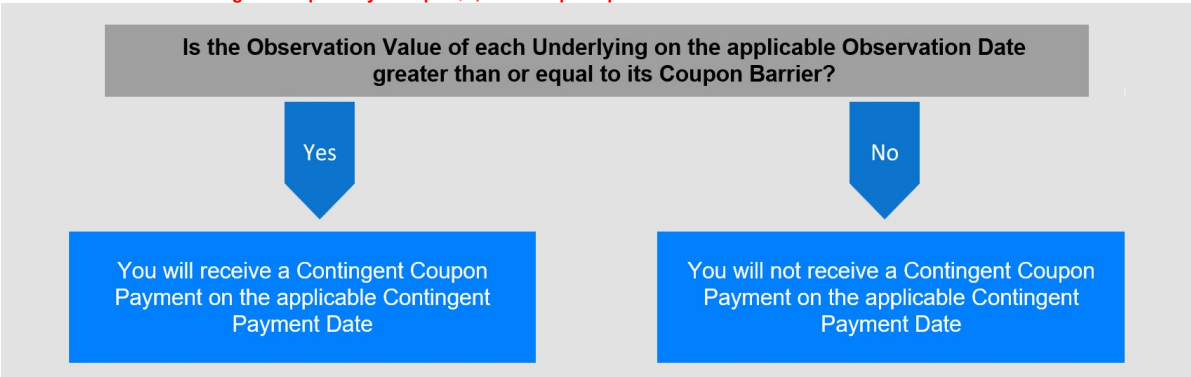 Is the Observation Value of each Underlying on the applicable Observation Date
greater than or equal to its Coupon Barrier?
Yes
No
You will receive a Contingent Coupon
Payment on the applicable Contingent
Payment Date
You will not receive a Contingent Coupon
Payment on the applicable Contingent
Payment Date